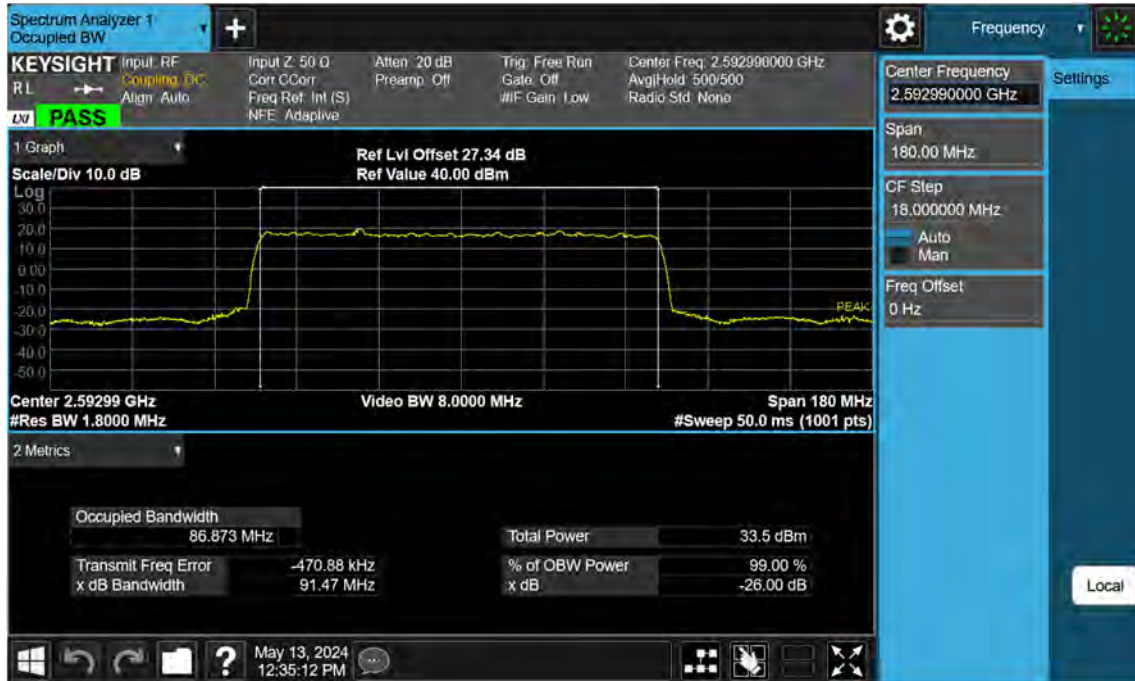 Spectrum Analyzer 1
Occupied BW
Frequency
KEYSIGHT
RL
LXI
PASS
Input: RF
Coupling: DC
Align: Auto
Input Z: 50 Ω
Corr CCorr
Freq Ref: Int (S)
NFE: Adaptive
Atten: 20 dB
Preamp: Off
Trig: Free Run
Gate: Off
#IF Gain: Low
Center Freq: 2.592990000 GHz
Avg|Hold: 500/500
Radio Std: None
1 Graph
Scale/Div 10.0 dB
Ref Lvl Offset 27.34 dB
Ref Value 40.00 dBm
Log
30.0
20.0
10.0
0.00
-10.0
-20.0
-30.0
-40.0
-50.0
PEAK
Center 2.59299 GHz
#Res BW 1.8000 MHz
Video BW 8.0000 MHz
Span 180 MHz
#Sweep 50.0 ms (1001 pts)
2 Metrics
Occupied Bandwidth
86.873 MHz
Transmit Freq Error -470.88 kHz
x dB Bandwidth 91.47 MHz
Total Power 33.5 dBm
% of OBW Power 99.00 %
x dB -26.00 dB
Center Frequency
2.592990000 GHz
Settings
Span
180.00 MHz
CF Step
18.000000 MHz
Auto
Man
Freq Offset
0 Hz
Local
?
May 13, 2024
12:35:12 PM